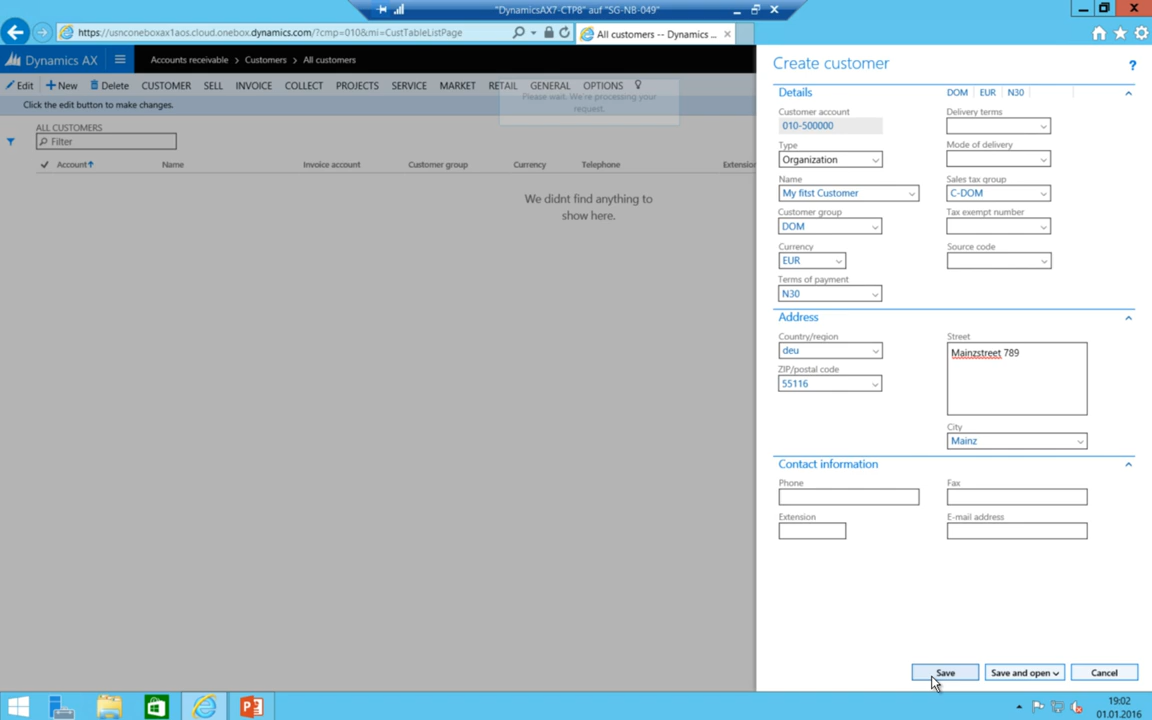 "DynamicsAX7-CTP8" auf "SG-NB-049"
https://usnconeboxax1aos.cloud.onebox.dynamics.com/?cmp=010&mi=CustTableListPage
All customers -- Dynamics ...
Dynamics AX
Accounts receivable > Customers > All customers
Edit New Delete CUSTOMER SELL INVOICE COLLECT PROJECTS SERVICE MARKET RETAIL GENERAL OPTIONS
Click the edit button to make changes.
Please wait. We're processing your
request.
ALL CUSTOMERS
Filter
Account Name Invoice account Customer group Currency Telephone Extension
We didnt find anything to
show here.
Create customer
?
Details DOM EUR N30
Customer account
010-500000
Type
Organization
Name
My fitst Customer
Customer group
DOM
Currency
EUR
Terms of payment
N30
Delivery terms
Mode of delivery
Sales tax group
C-DOM
Tax exempt number
Source code
Address
Country/region
deu
ZIP/postal code
55116
Street
Mainzstreet 789
City
Mainz
Contact information
Phone
Extension
Fax
E-mail address
Save Save and open Cancel
19:02
01.01.2016